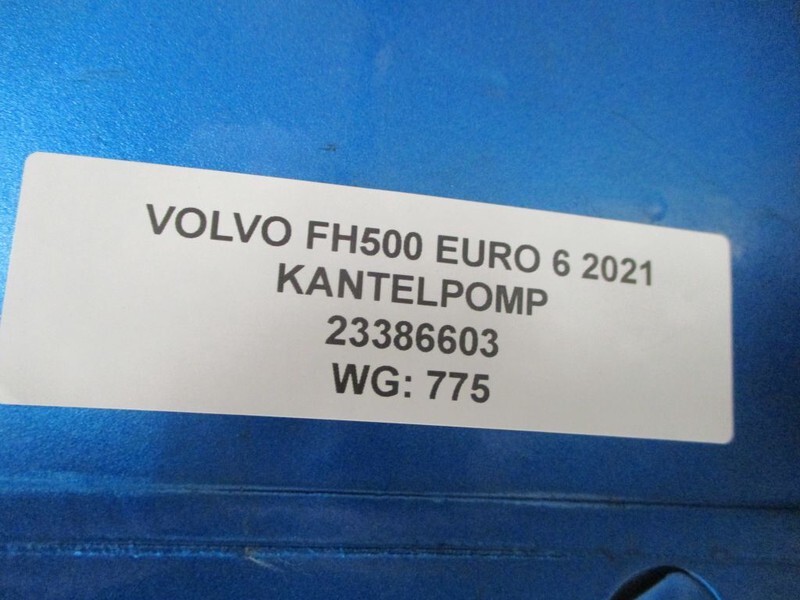 VOLVO FH500 EURO 6 2021
KANTELPOMP
23386603
WG: 775